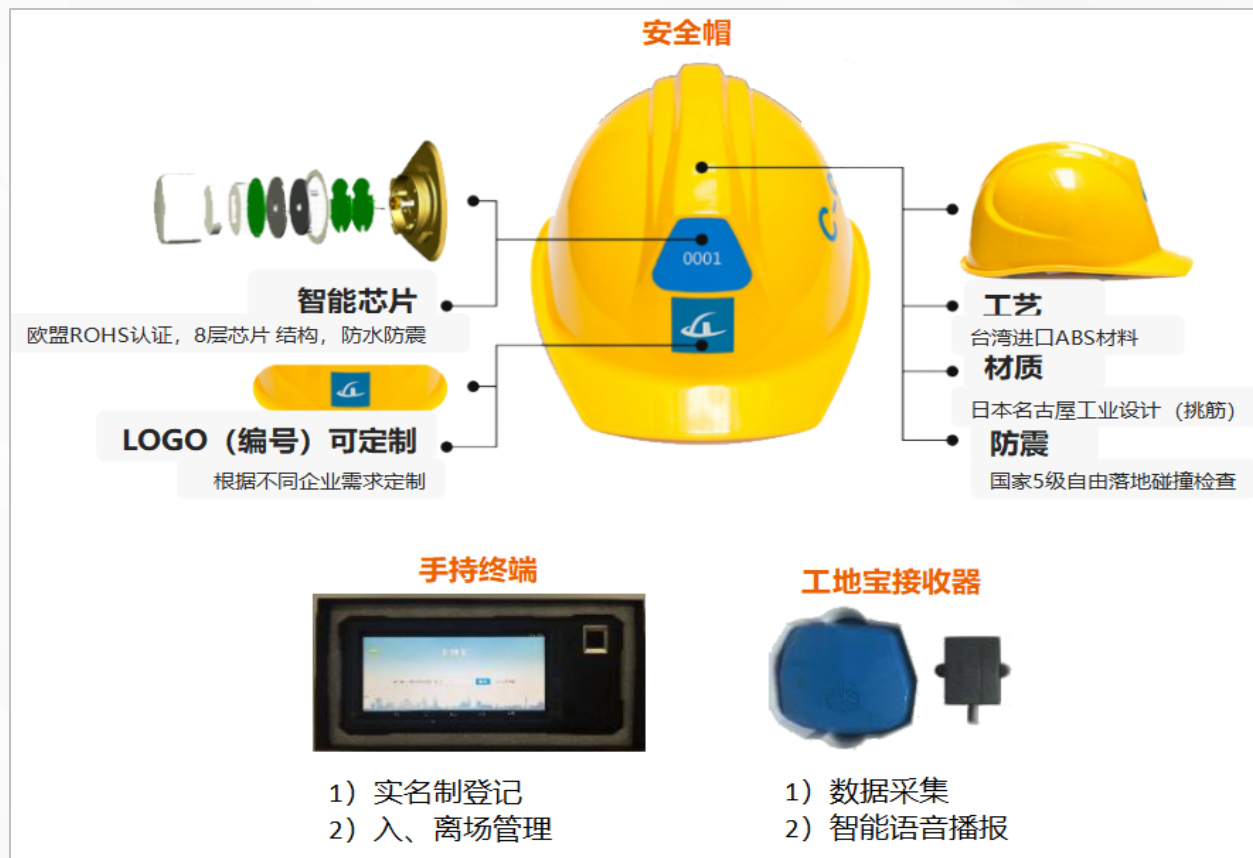 安全帽
0001
智能芯片
欧盟ROHS认证，8层芯片 结构，防水防震
LOGO（编号）可定制
根据不同企业需求定制
工艺
台湾进口ABS材料
材质
日本名古屋工业设计（挑筋）
防震
国家5级自由落地碰撞检查
手持终端
1）实名制登记
2）入、离场管理
工地宝接收器
1）数据采集
2）智能语音播报